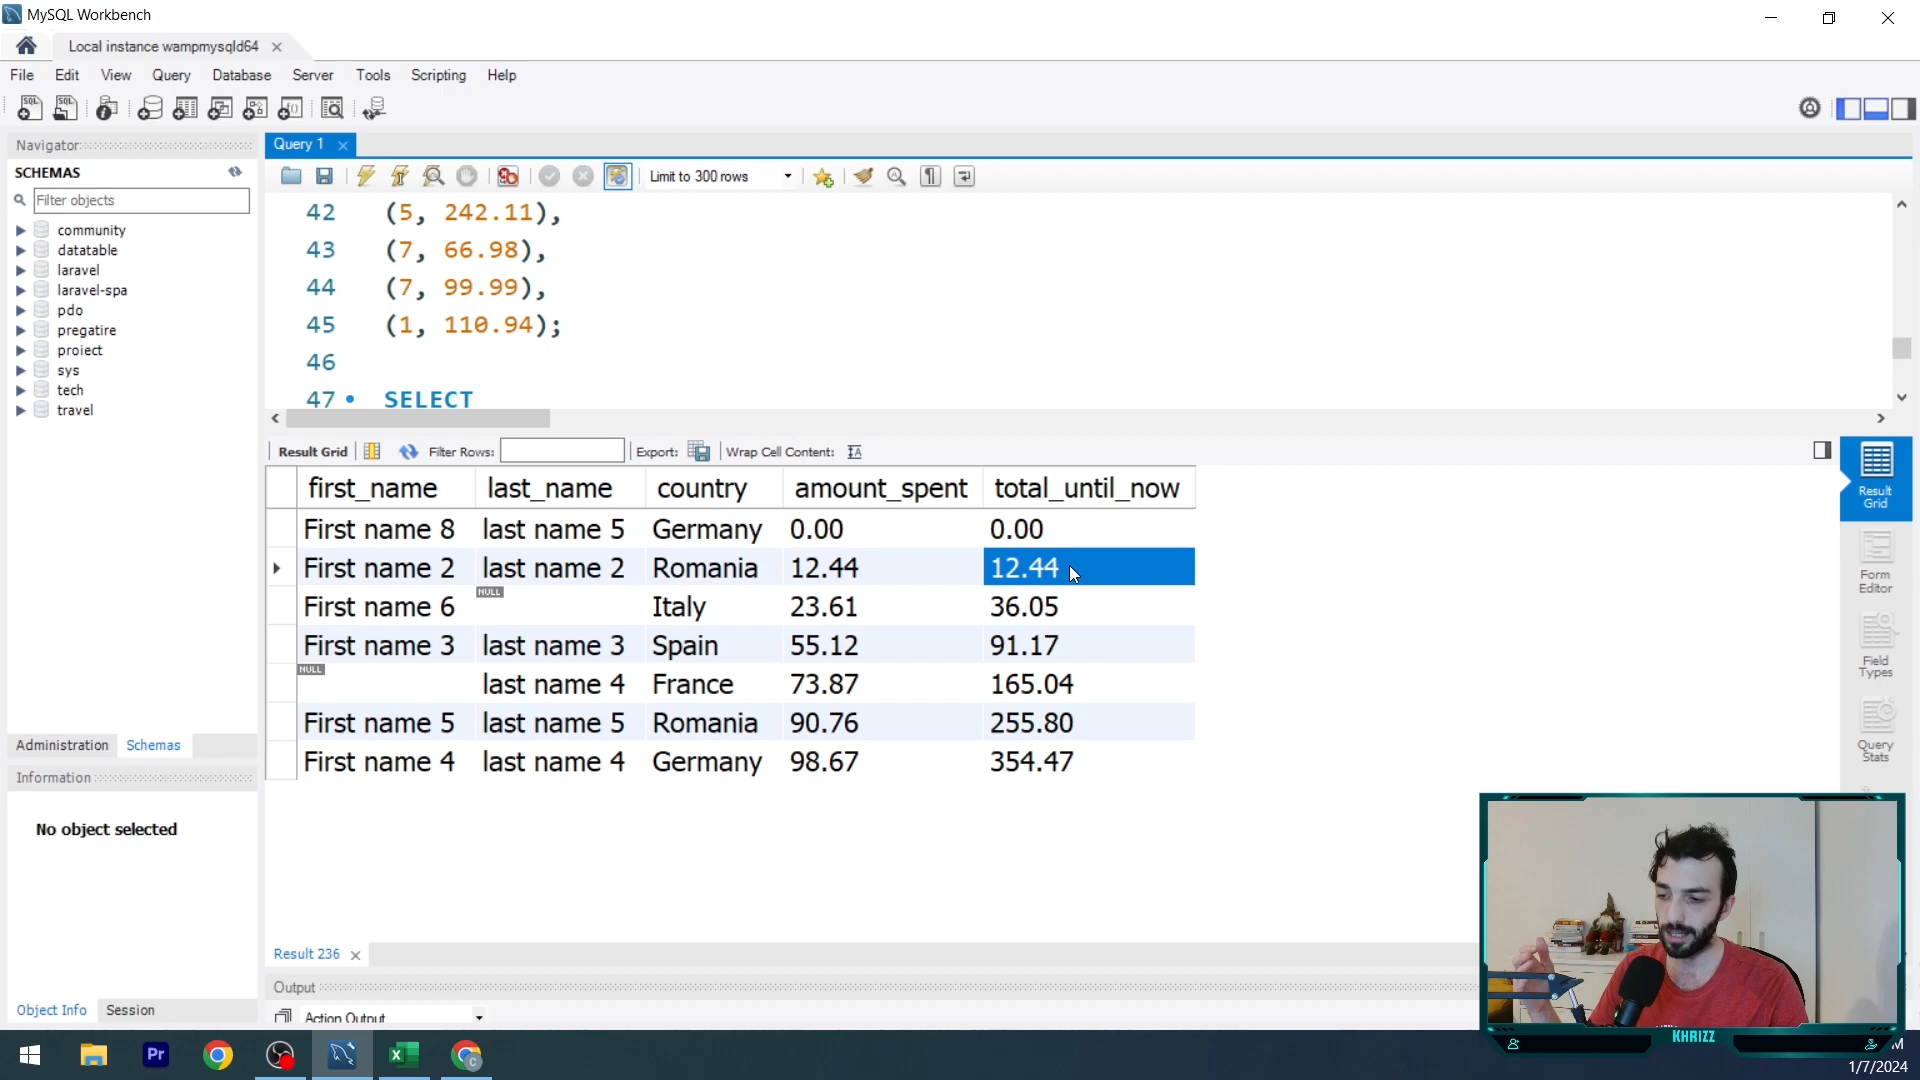 MySQL Workbench
Local instance wampmysqld64
File Edit View Query Database Server Tools Scripting Help
Navigator
SCHEMAS
Filter objects
community
datatable
laravel
laravel-spa
pdo
pregatire
proiect
sys
tech
travel
Administration Schemas
Information
No object selected
Object Info Session
Query 1
Limit to 300 rows
42 (5, 242.11),
43 (7, 66.98),
44 (7, 99.99),
45 (1, 110.94);
46
47 SELECT
Result Grid Filter Rows: Export: Wrap Cell Content:
first_name last_name country amount_spent total_until_now
First name 8 last name 5 Germany 0.00 0.00
First name 2 last name 2 Romania 12.44 12.44
First name 6 NULL Italy 23.61 36.05
First name 3 last name 3 Spain 55.12 91.17
NULL last name 4 France 73.87 165.04
First name 5 last name 5 Romania 90.76 255.80
First name 4 last name 4 Germany 98.67 354.47
Result Grid
Form Editor
Field Types
Query Stats
Result 236
Output
Action Output
KHRIZZ
Pr
M
1/7/2024